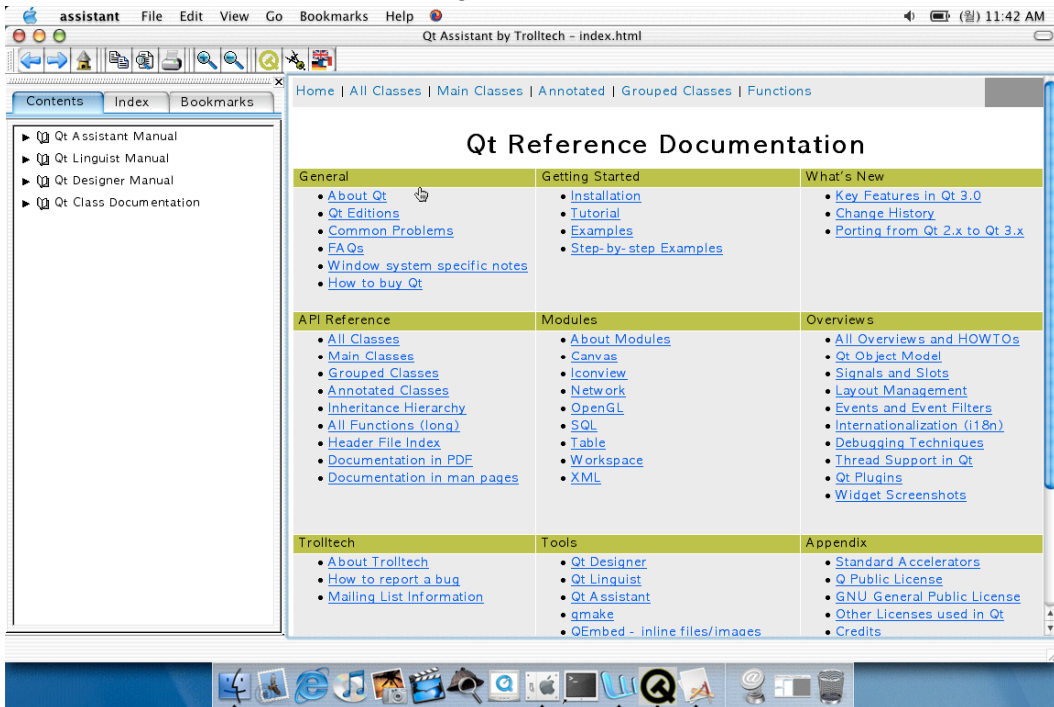 assistant File Edit View Go Bookmarks Help (월) 11:42 AM
Qt Assistant by Trolltech - index.html
Contents Index Bookmarks
Qt Assistant Manual
Qt Linguist Manual
Qt Designer Manual
Qt Class Documentation
Home | All Classes | Main Classes | Annotated | Grouped Classes | Functions
Qt Reference Documentation
General
About Qt
Qt Editions
Common Problems
FAQs
Window system specific notes
How to buy Qt
Getting Started
Installation
Tutorial
Examples
Step-by-step Examples
What's New
Key Features in Qt 3.0
Change History
Porting from Qt 2.x to Qt 3.x
API Reference
All Classes
Main Classes
Grouped Classes
Annotated Classes
Inheritance Hierarchy
All Functions (long)
Header File Index
Documentation in PDF
Documentation in man pages
Modules
About Modules
Canvas
Iconview
Network
OpenGL
SQL
Table
Workspace
XML
Overviews
All Overviews and HOWTOs
Qt Object Model
Signals and Slots
Layout Management
Events and Event Filters
Internationalization (i18n)
Debugging Techniques
Thread Support in Qt
Qt Plugins
Widget Screenshots
Trolltech
About Trolltech
How to report a bug
Mailing List Information
Tools
Qt Designer
Qt Linguist
Qt Assistant
qmake
QEmbed - inline files/images
Appendix
Standard Accelerators
Q Public License
GNU General Public License
Other Licenses used in Qt
Credits